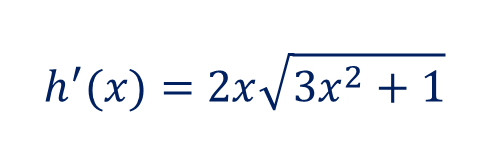 h′(x) = 2x√(3x² + 1)